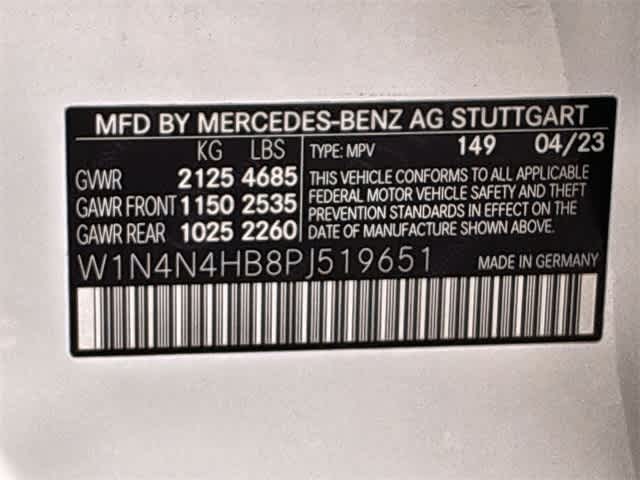 MFD BY MERCEDES-BENZ AG STUTTGART
KG LBS TYPE: MPV 149 04/23
GVWR 2125 4685
GAWR FRONT 1150 2535
GAWR REAR 1025 2260
THIS VEHICLE CONFORMS TO ALL APPLICABLE
FEDERAL MOTOR VEHICLE SAFETY AND THEFT
PREVENTION STANDARDS IN EFFECT ON THE
DATE OF MANUFACTURE SHOWN ABOVE.
W1N4N4HB8PJ519651 MADE IN GERMANY